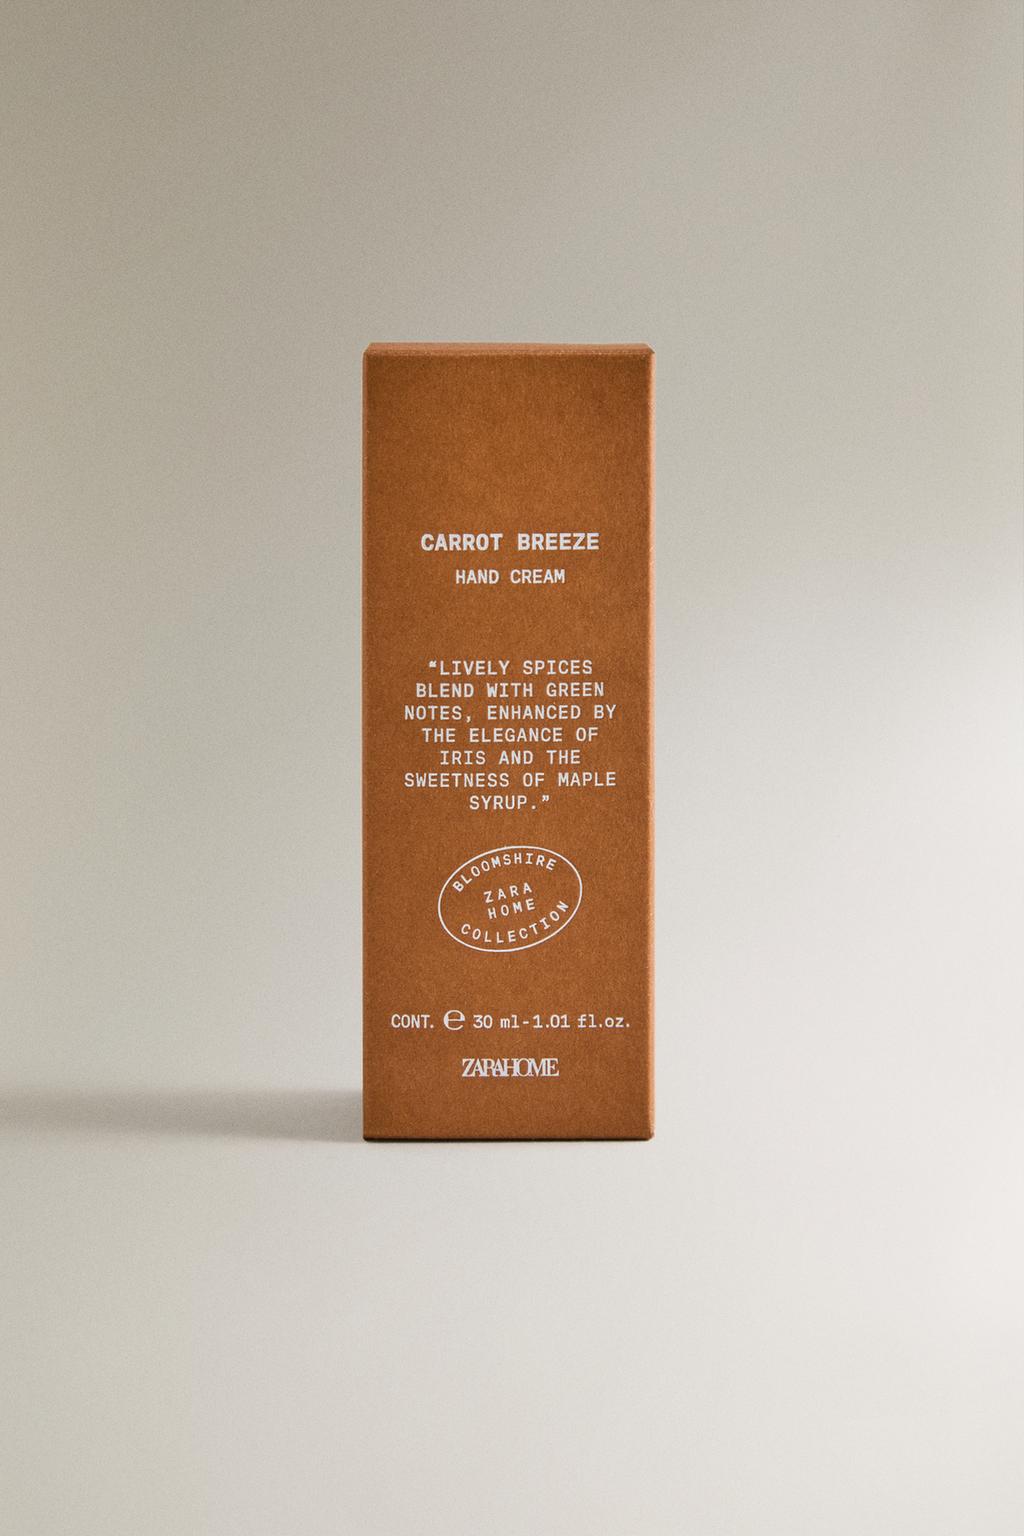 CARROT BREEZE
HAND CREAM
“LIVELY SPICES
BLEND WITH GREEN
NOTES, ENHANCED BY
THE ELEGANCE OF
IRIS AND THE
SWEETNESS OF MAPLE
SYRUP.”
BLOOMSHIRE
ZARA
HOME
COLLECTION
CONT. ℮ 30 ml-1.01 fl.oz.
ZARAHOME